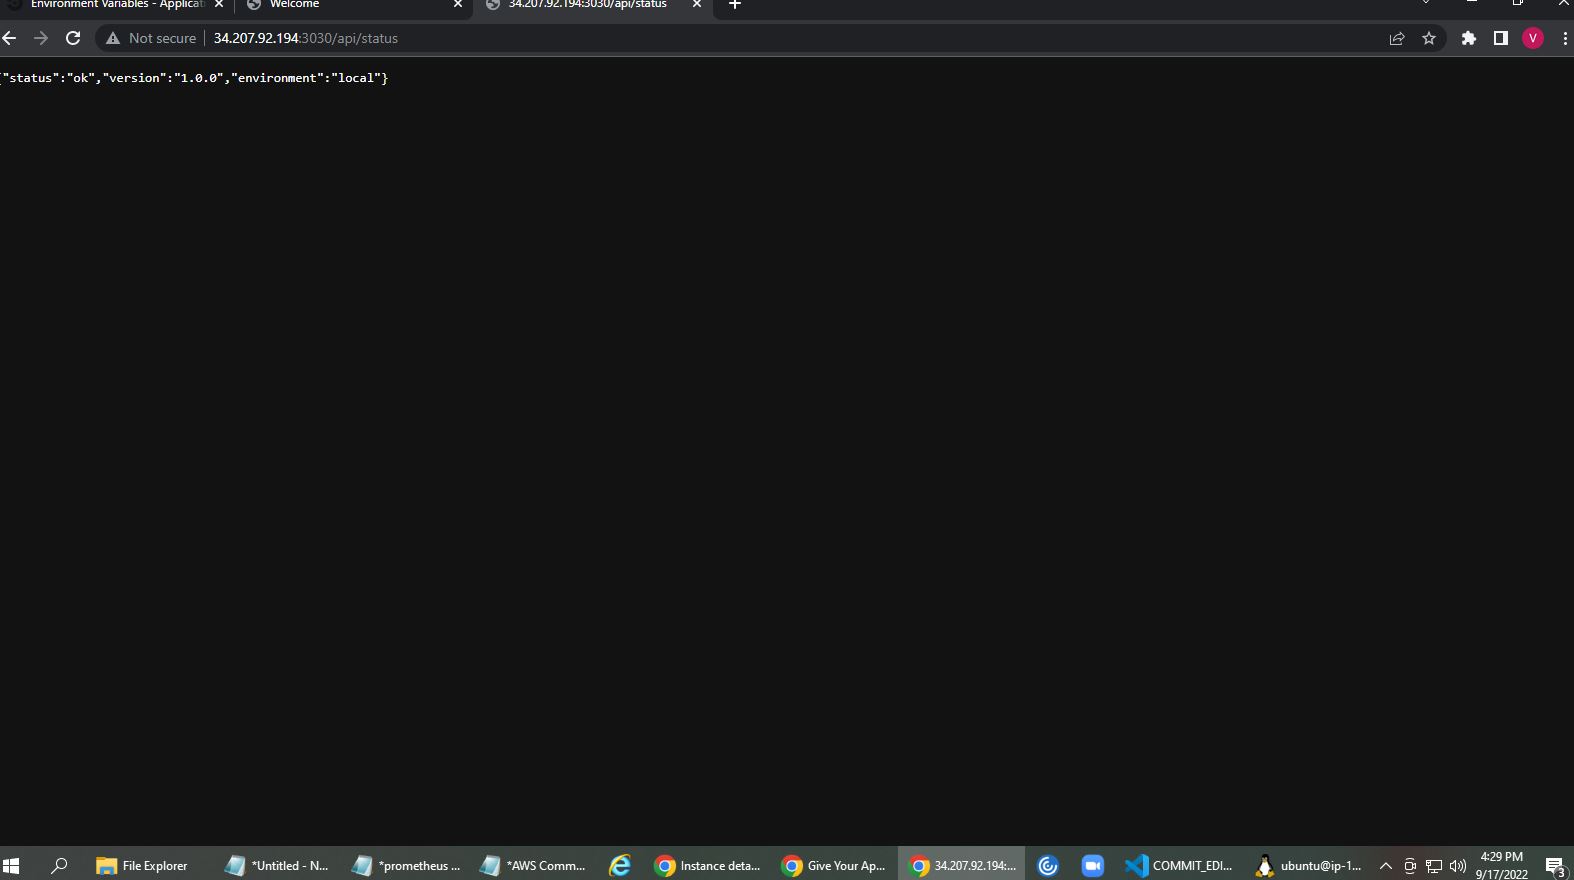 Environment Variables - Applicati
Welcome
34.207.92.194:3030/api/status
Not secure
34.207.92.194:3030/api/status
V
{"status":"ok","version":"1.0.0","environment":"local"}
File Explorer
*Untitled - N...
*prometheus ...
*AWS Comm...
Instance deta...
Give Your Ap...
34.207.92.194:...
COMMIT_EDI...
ubuntu@ip-1...
4:29 PM
9/17/2022
3